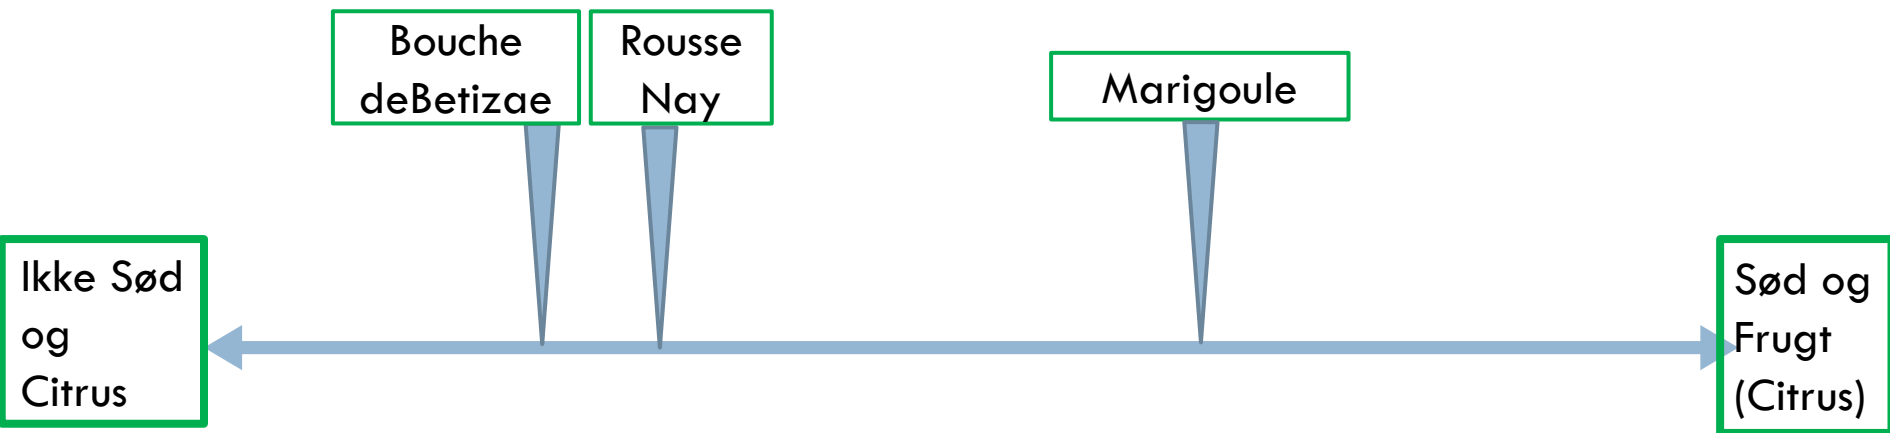 Bouche
deBetizae
Rousse
Nay
Marigoule
Ikke Sød
og
Citrus
Sød og
Frugt
(Citrus)